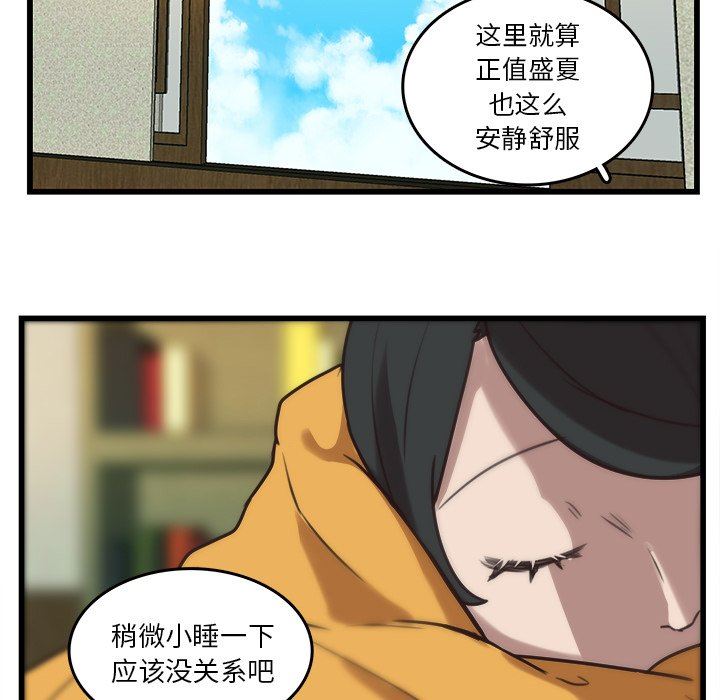 这里就算
正值盛夏
也这么
安静舒服
稍微小睡一下
应该没关系吧